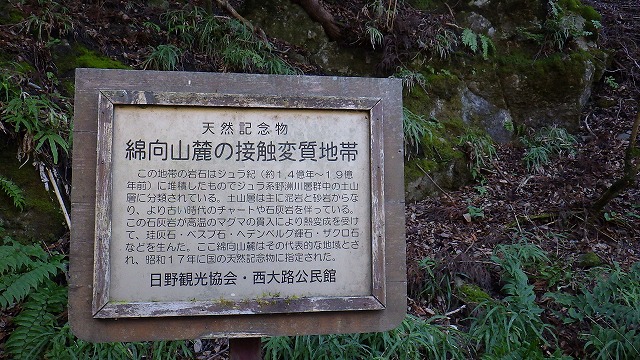 天然記念物
綿向山麓の接触変質地帯
この地帯の岩石はジュラ紀(約1.4億年〜1.9億
年前)に堆積したものでジュラ系野洲川層群中の土山
層に分類されている。土山層は主に泥岩と砂岩からな
り、より古い時代のチャートや石灰岩を伴っている。
この石灰岩が高温のマグマの貫入により熱変成を受け
て、珪灰石・ベスブ石・ヘデンベルグ輝石・ザクロ石
などを生んだ。ここ綿向山麓はその代表的な地域とさ
れ、昭和17年に国の天然記念物に指定された。
日野観光協会・西大路公民館